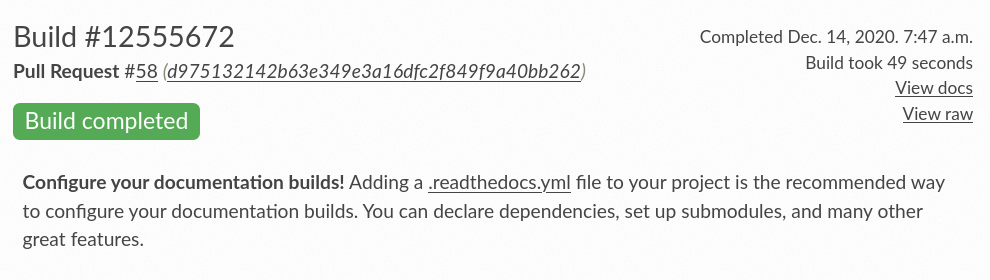 Build #12555672
Pull Request #58 (d975132142b63e349e3a16dfc2f849f9a40bb262)
Build completed
Completed Dec. 14, 2020. 7:47 a.m.
Build took 49 seconds
View docs
View raw
Configure your documentation builds! Adding a .readthedocs.yml file to your project is the recommended way
to configure your documentation builds. You can declare dependencies, set up submodules, and many other
great features.